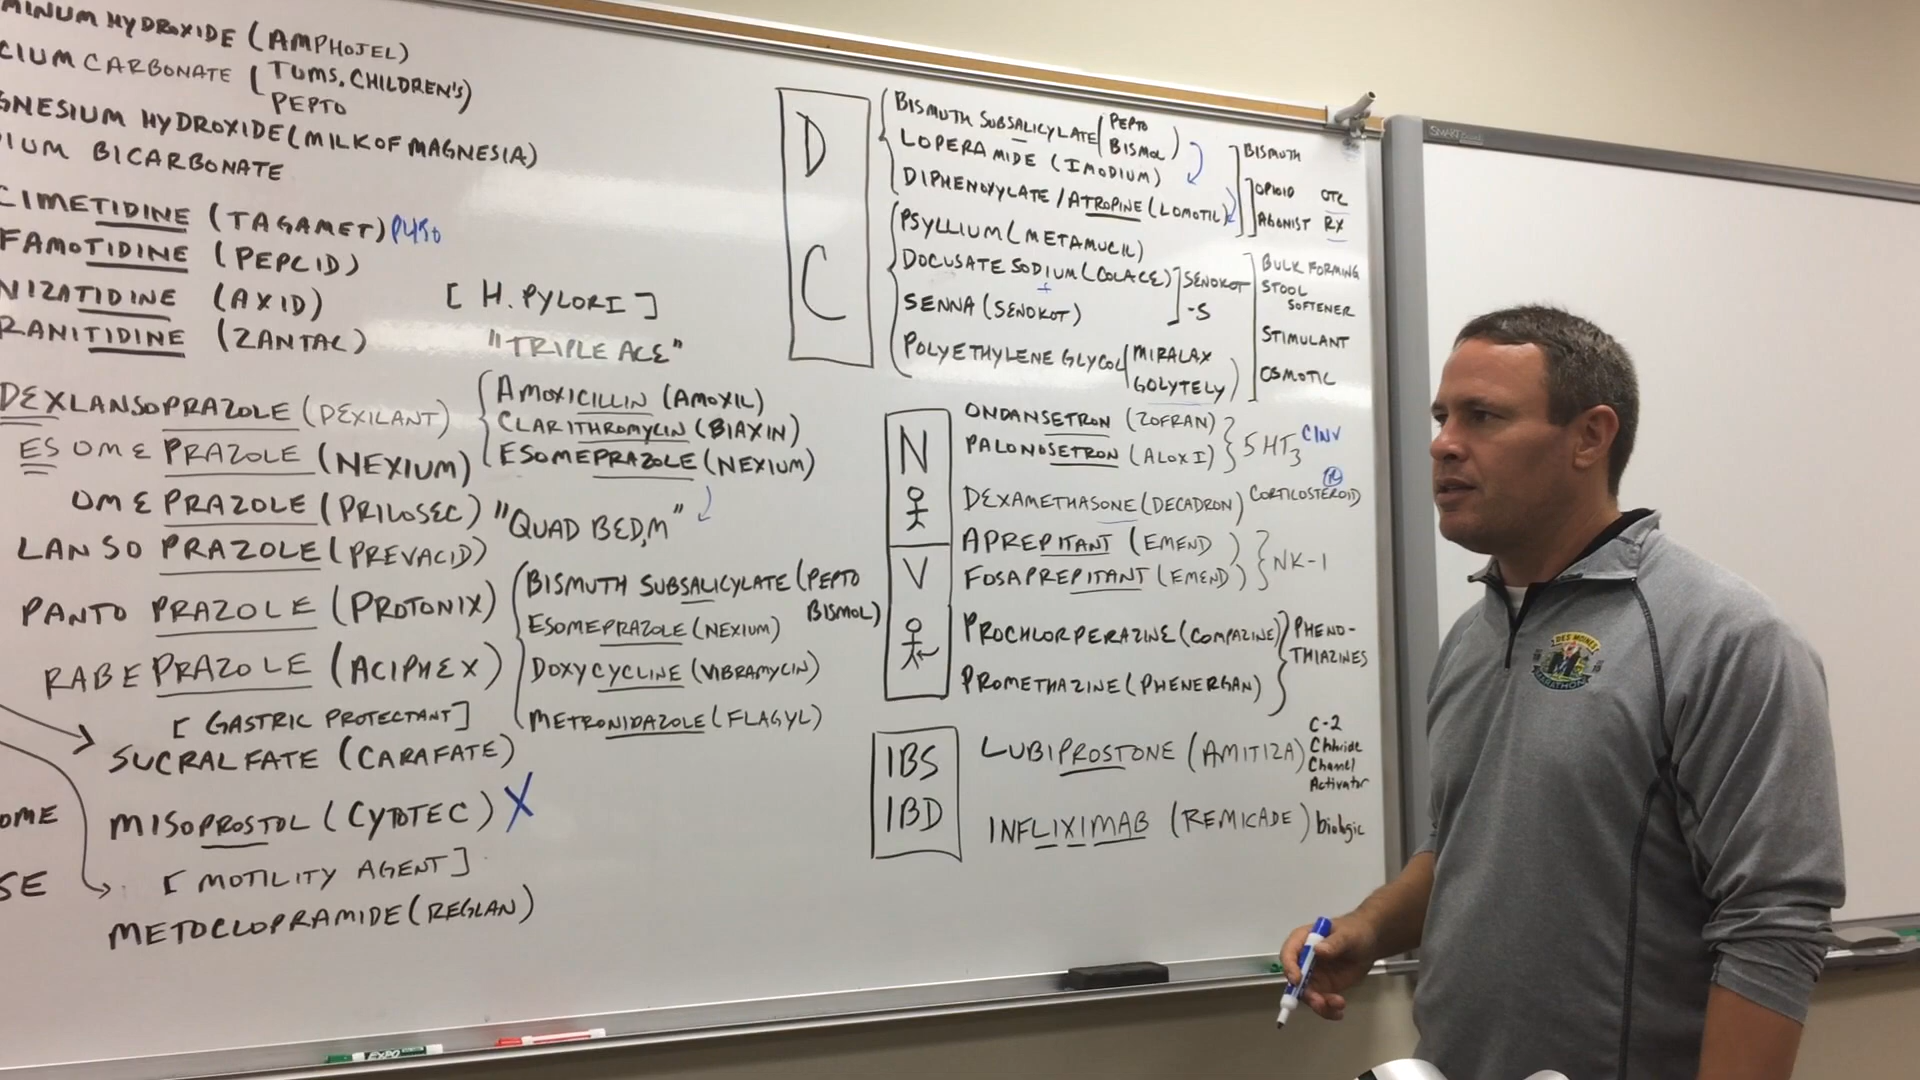 MINUM HYDROXIDE (AMPHOJEL)
CIUM CARBONATE (TUMS, CHILDREN'S)
PEPTO
GNESIUM HYDROXIDE (MILK OF MAGNESIA)
IUM BICARBONATE
CIMETIDINE (TAGAMET) P450
FAMOTIDINE (PEPCID)
NIZATIDINE (AXID)
RANITIDINE (ZANTAC)
DEXLANSOPRAZOLE (DEXILANT)
ESOMEPRAZOLE (NEXIUM)
OMEPRAZOLE (PRILOSEC)
LANSOPRAZOLE (PREVACID)
PANTOPRAZOLE (PROTONIX)
RABEPRAZOLE (ACIPHEX)
[GASTRIC PROTECTANT]
SUCRALFATE (CARAFATE)
OME
MISOPROSTOL (CYTOTEC) X
[MOTILITY AGENT]
SE
METOCLOPRAMIDE (REGLAN)
[H. PYLORI]
"TRIPLE ACE"
AMOXICILLIN (AMOXIL)
CLARITHROMYCIN (BIAXIN)
ESOMEPRAZOLE (NEXIUM)
"QUAD BED,M"
BISMUTH SUBSALICYLATE (PEPTO
BISMOL)
ESOMEPRAZOLE (NEXIUM)
DOXYCYCLINE (VIBRAMYCIN)
METRONIDAZOLE (FLAGYL)
D
BISMUTH SUBSALICYLATE (PEPTO
BISMOL)
BISMUTH
LOPERAMIDE (IMODIUM)
OPIOID OTC
DIPHENOXYLATE/ATROPINE (LOMOTIL)
AGONIST RX
C
PSYLLIUM (METAMUCIL)
BULK FORMING
DOCUSATE SODIUM (COLACE)
+
SENOKOT
-S
STOOL
SOFTENER
SENNA (SENOKOT)
STIMULANT
POLYETHYLENE GLYCOL (MIRALAX
GOLYTELY)
OSMOTIC
N
ONDANSETRON (ZOFRAN)
PALONOSETRON (ALOXI)
5HT3 CINV
DEXAMETHASONE (DECADRON) CORTICOSTEROID
V
APREPITANT (EMEND)
FOSAPREPITANT (EMEND)
NK-1
PROCHLORPERAZINE (COMPAZINE)
PROMETHAZINE (PHENERGAN)
PHENO-
THIAZINES
IBS
LUBIPROSTONE (AMITIZA)
C-2
Chloride
Channel
Activator
IBD
INFLIXIMAB (REMICADE) biologic
SMART
DES MOINES
MARATHON
EXPO